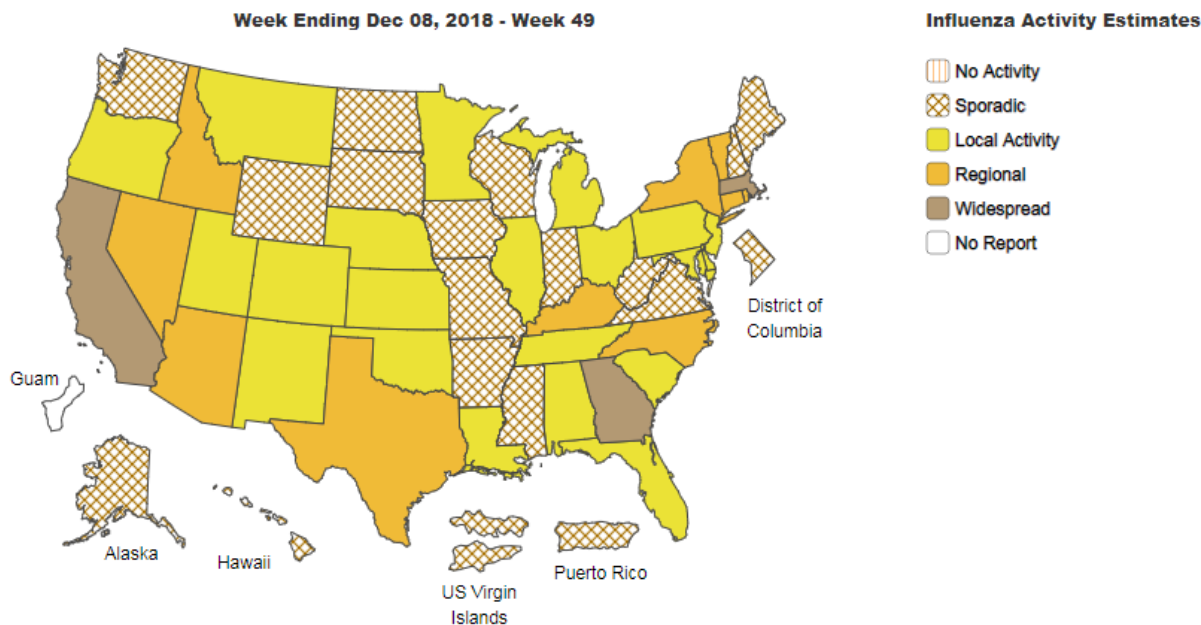 Week Ending Dec 08, 2018 - Week 49
Influenza Activity Estimates
No Activity
Sporadic
Local Activity
Regional
Widespread
No Report
District of
Columbia
Guam
Alaska
Hawaii
US Virgin
Islands
Puerto Rico